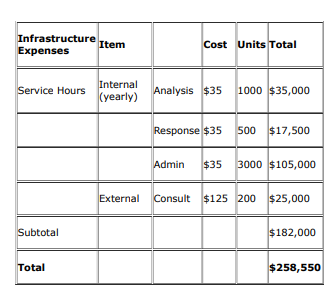 Infrastructure Expenses Item Cost Units Total
Service Hours Internal (yearly) Analysis $35 1000 $35,000
Response $35 500 $17,500
Admin $35 3000 $105,000
External Consult $125 200 $25,000
Subtotal $182,000
Total $258,550